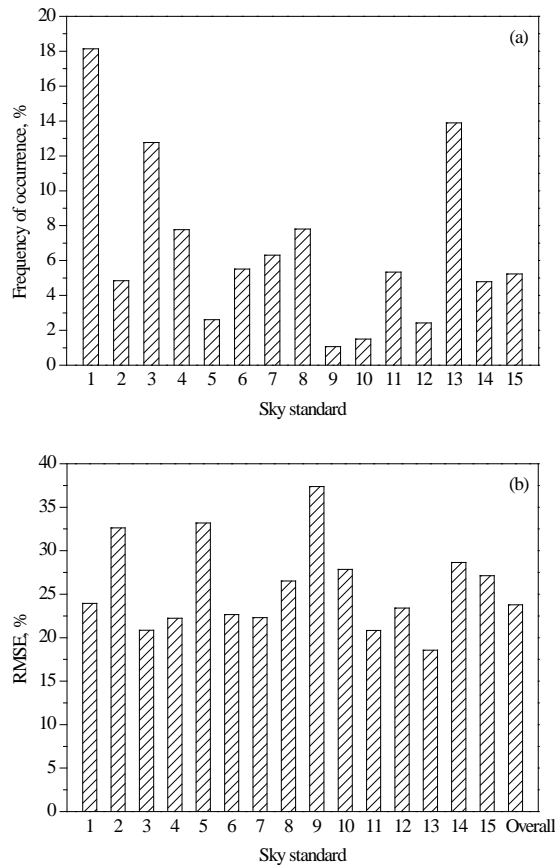 20
18
16
14
12
10
8
6
4
2
0
Frequency of occurrence, %
(a)
1 2 3 4 5 6 7 8 9 10 11 12 13 14 15
Sky standard
40
35
30
25
20
15
10
5
0
RMSE, %
(b)
1 2 3 4 5 6 7 8 9 10 11 12 13 14 15 Overall
Sky standard